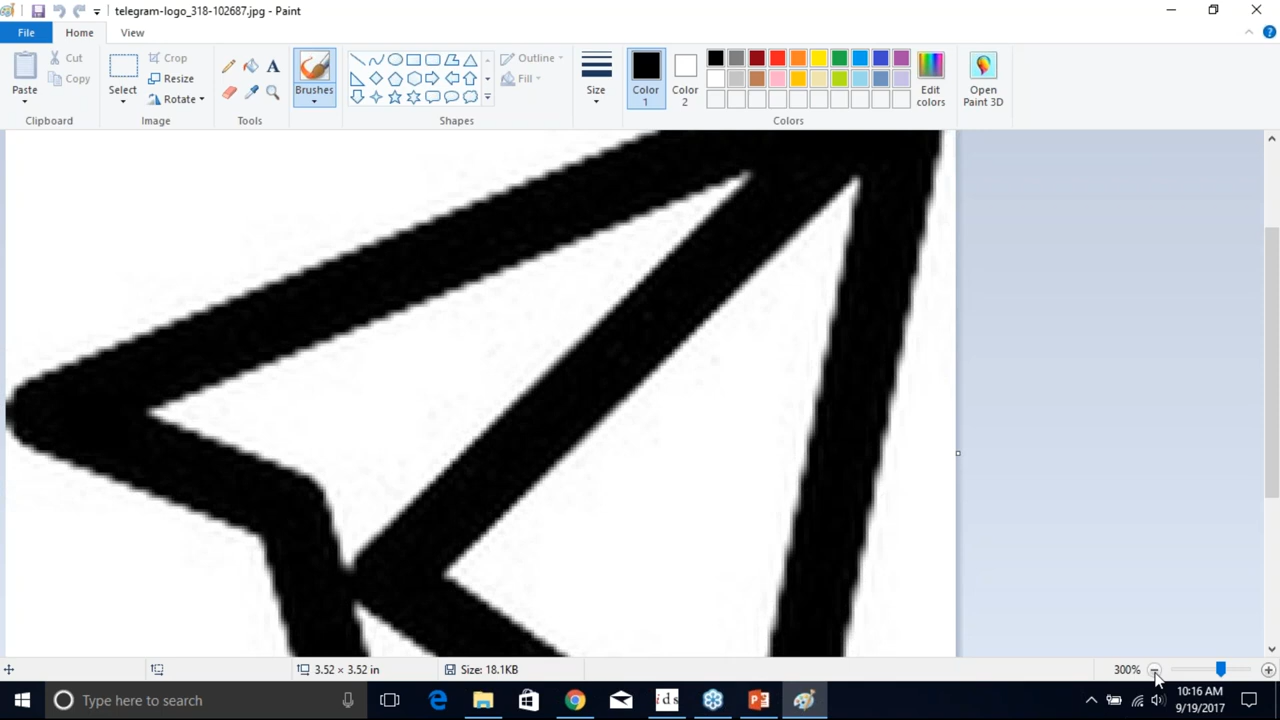 telegram-logo_318-102687.jpg - Paint
File
Home
View
Paste
Cut
Copy
Clipboard
Select
Crop
Resize
Rotate
Image
A
Tools
Brushes
Outline
Fill
Shapes
Size
Color
1
Color
2
Edit
colors
Colors
Open
Paint 3D
3.52 × 3.52 in
Size: 18.1KB
300%
Type here to search
ids
10:16 AM
9/19/2017